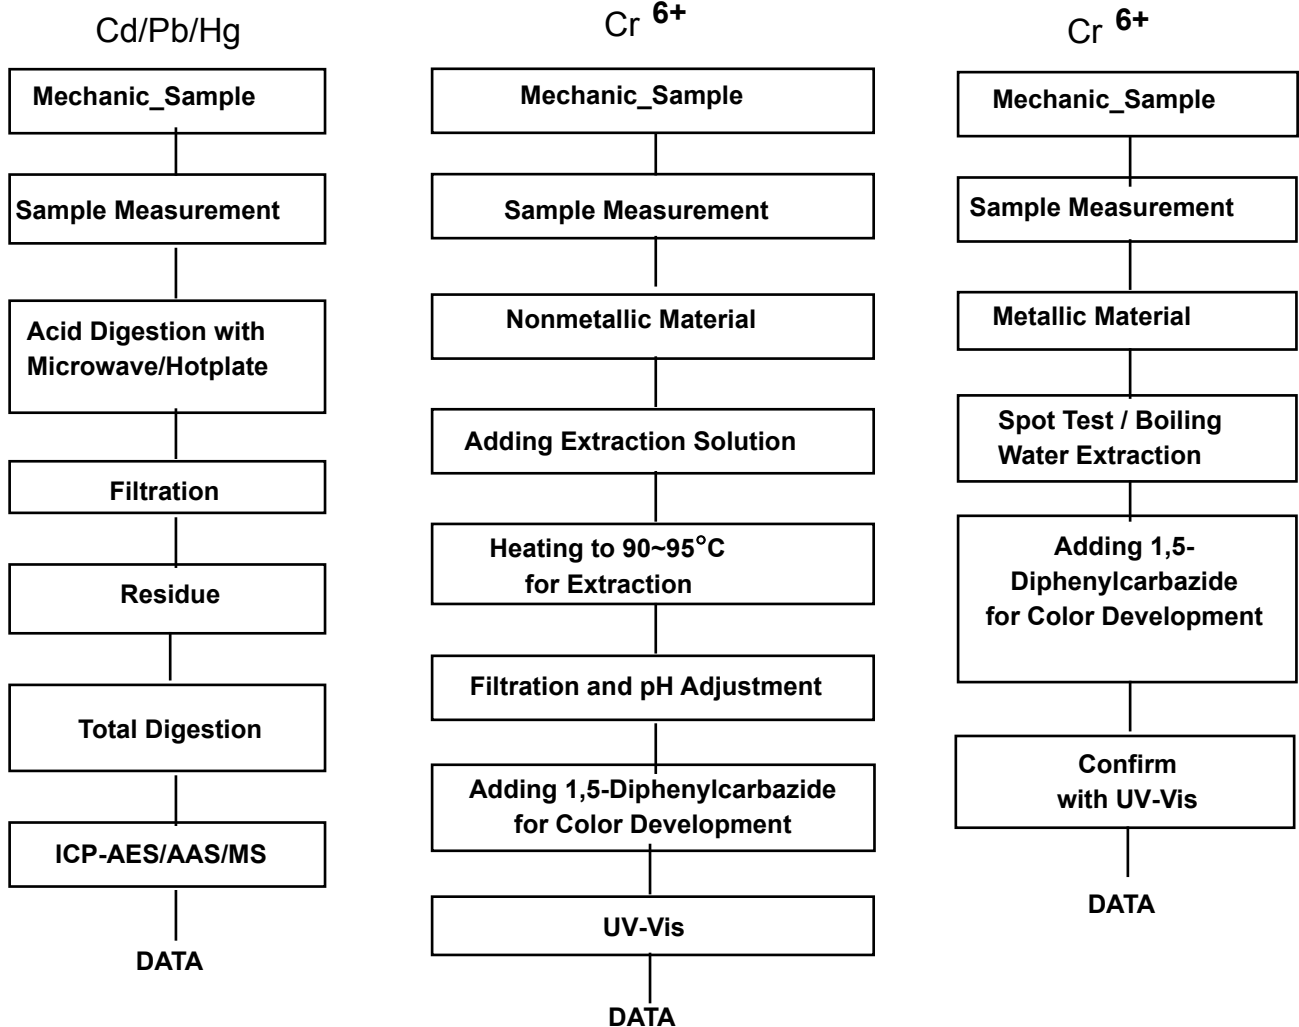 Cd/Pb/Hg
Mechanic_Sample
Sample Measurement
Acid Digestion with
Microwave/Hotplate
Filtration
Residue
Total Digestion
ICP-AES/AAS/MS
DATA
Cr 6+
Mechanic_Sample
Sample Measurement
Nonmetallic Material
Adding Extraction Solution
Heating to 90~95°C
for Extraction
Filtration and pH Adjustment
Adding 1,5-Diphenylcarbazide
for Color Development
UV-Vis
DATA
Cr 6+
Mechanic_Sample
Sample Measurement
Metallic Material
Spot Test / Boiling
Water Extraction
Adding 1,5-
Diphenylcarbazide
for Color Development
Confirm
with UV-Vis
DATA